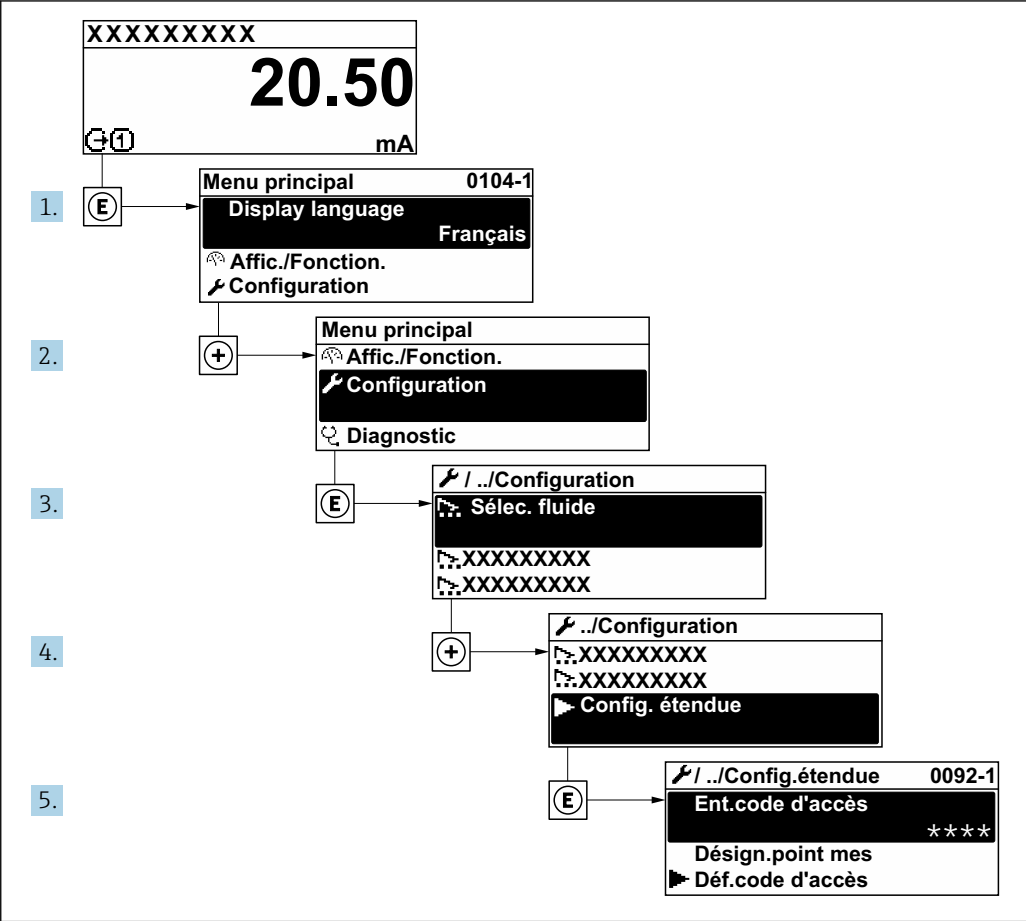 XXXXXXXXX
20.50
1 mA
1. E
Menu principal 0104-1
Display language
Français
Affic./Fonction.
Configuration
2. +
Menu principal
Affic./Fonction.
Configuration
Diagnostic
3. E
/ ../Configuration
Sélec. fluide
XXXXXXXXX
XXXXXXXXX
4. +
../Configuration
XXXXXXXXX
XXXXXXXXX
Config. étendue
5. E
/ ../Config.étendue 0092-1
Ent.code d'accès
****
Désign.point mes
Déf.code d'accès